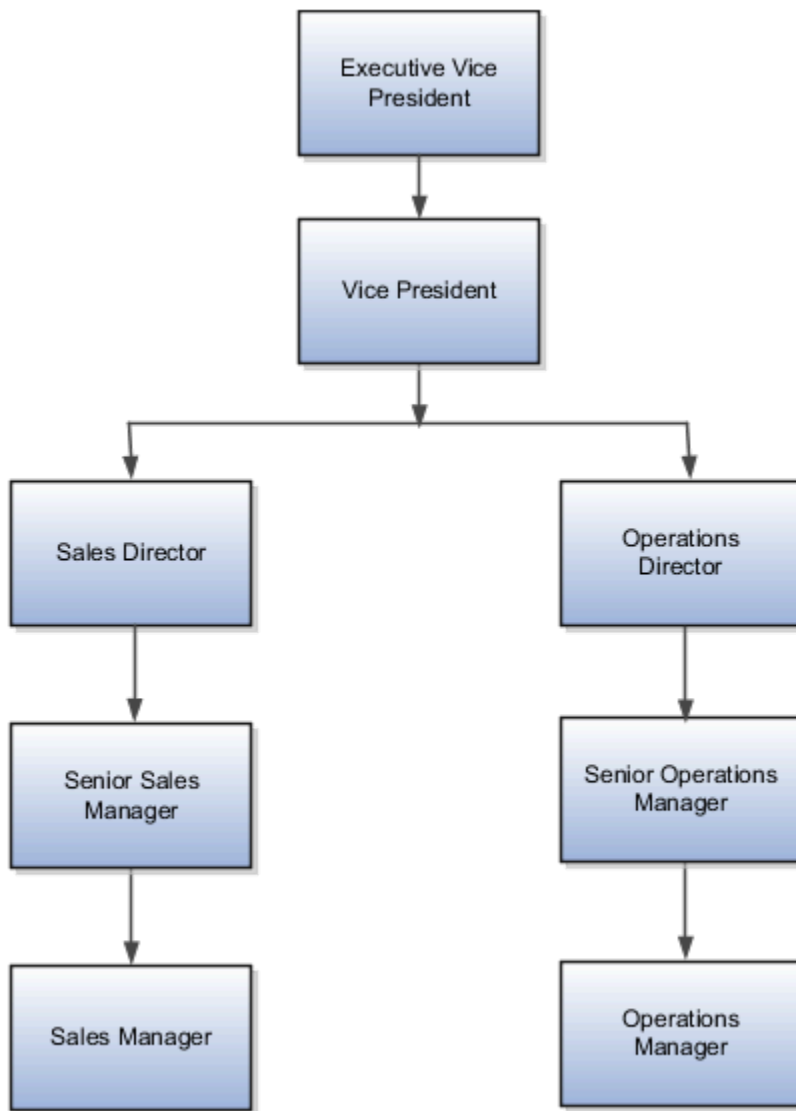 Executive Vice
President
Vice President
Sales Director
Operations
Director
Senior Sales
Manager
Senior Operations
Manager
Sales Manager
Operations
Manager